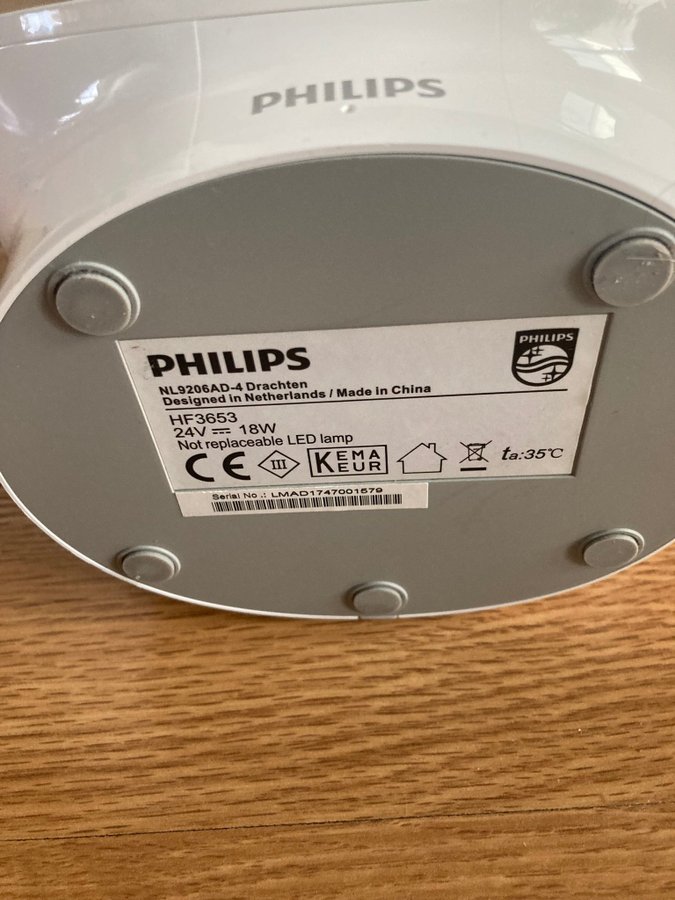 PHILIPS
PHILIPS
PHILIPS
NL9206AD-4 Drachten
Designed in Netherlands / Made in China
HF3653
24V ⎓ 18W
Not replaceable LED lamp
CE III KEMA KEUR ta:35°C
Serial No.: LMAD1747001579